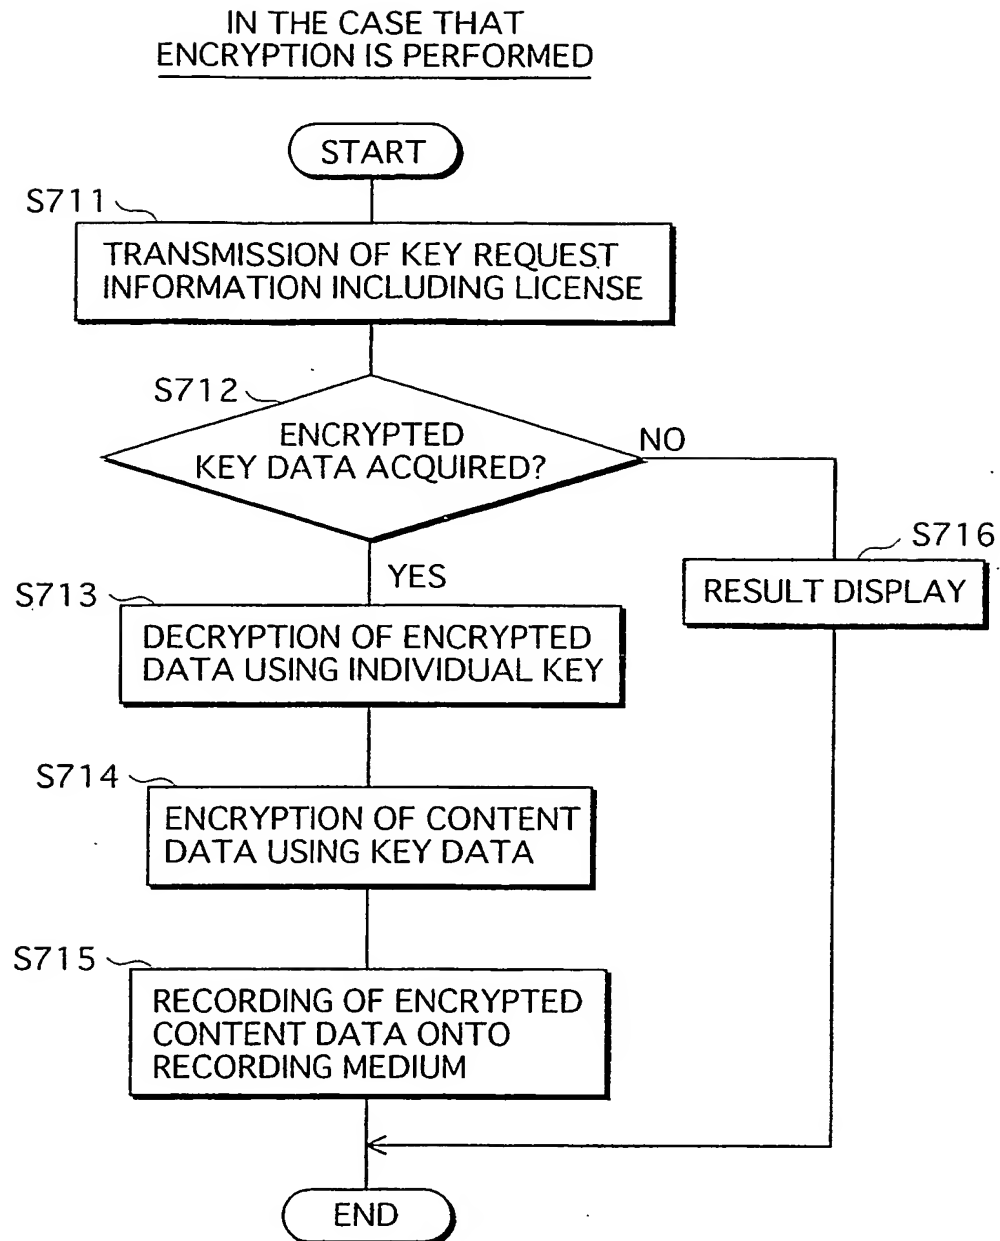 IN THE CASE THAT
ENCRYPTION IS PERFORMED
START
S711
TRANSMISSION OF KEY REQUEST
INFORMATION INCLUDING LICENSE
S712
ENCRYPTED
KEY DATA ACQUIRED?
NO
YES
S716
RESULT DISPLAY
S713
DECRYPTION OF ENCRYPTED
DATA USING INDIVIDUAL KEY
S714
ENCRYPTION OF CONTENT
DATA USING KEY DATA
S715
RECORDING OF ENCRYPTED
CONTENT DATA ONTO
RECORDING MEDIUM
END